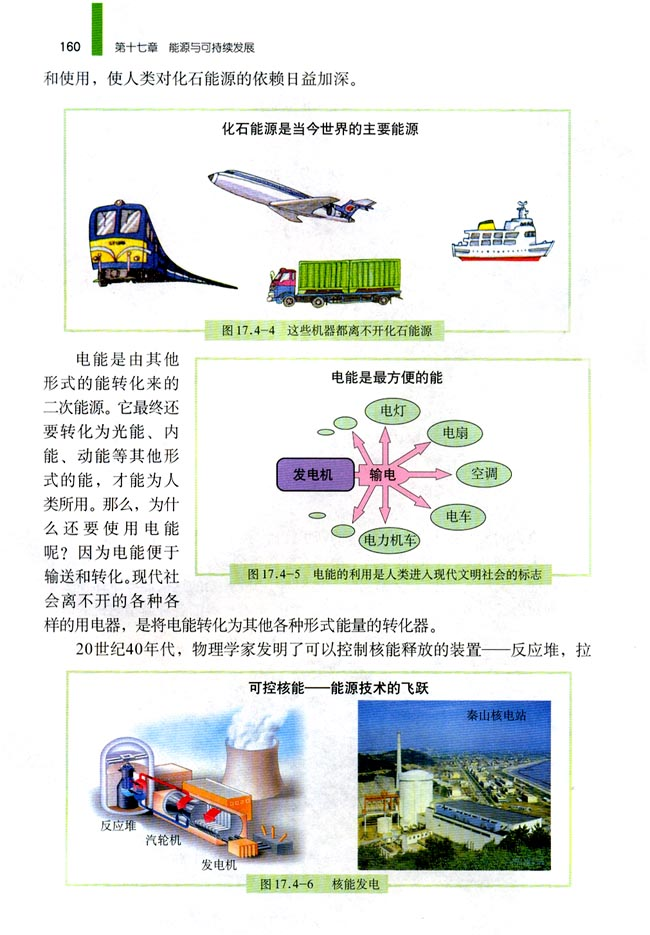 160 第十七章 能源与可持续发展
和使用，使人类对化石能源的依赖日益加深。
化石能源是当今世界的主要能源
图17.4-4 这些机器都离不开化石能源
电能是由其他
形式的能转化来的
二次能源。它最终还
要转化为光能、内
能、动能等其他形
式的能，才能为人
类所用。那么，为什
么还要使用电能
呢？因为电能便于
输送和转化。现代社
会离不开的各种各
样的用电器，是将电能转化为其他各种形式能量的转化器。
电能是最方便的能
电灯
电扇
发电机
输电
空调
电车
电力机车
图17.4-5 电能的利用是人类进入现代文明社会的标志
20世纪40年代，物理学家发明了可以控制核能释放的装置——反应堆，拉
可控核能——能源技术的飞跃
秦山核电站
反应堆
汽轮机
发电机
图17.4-6 核能发电